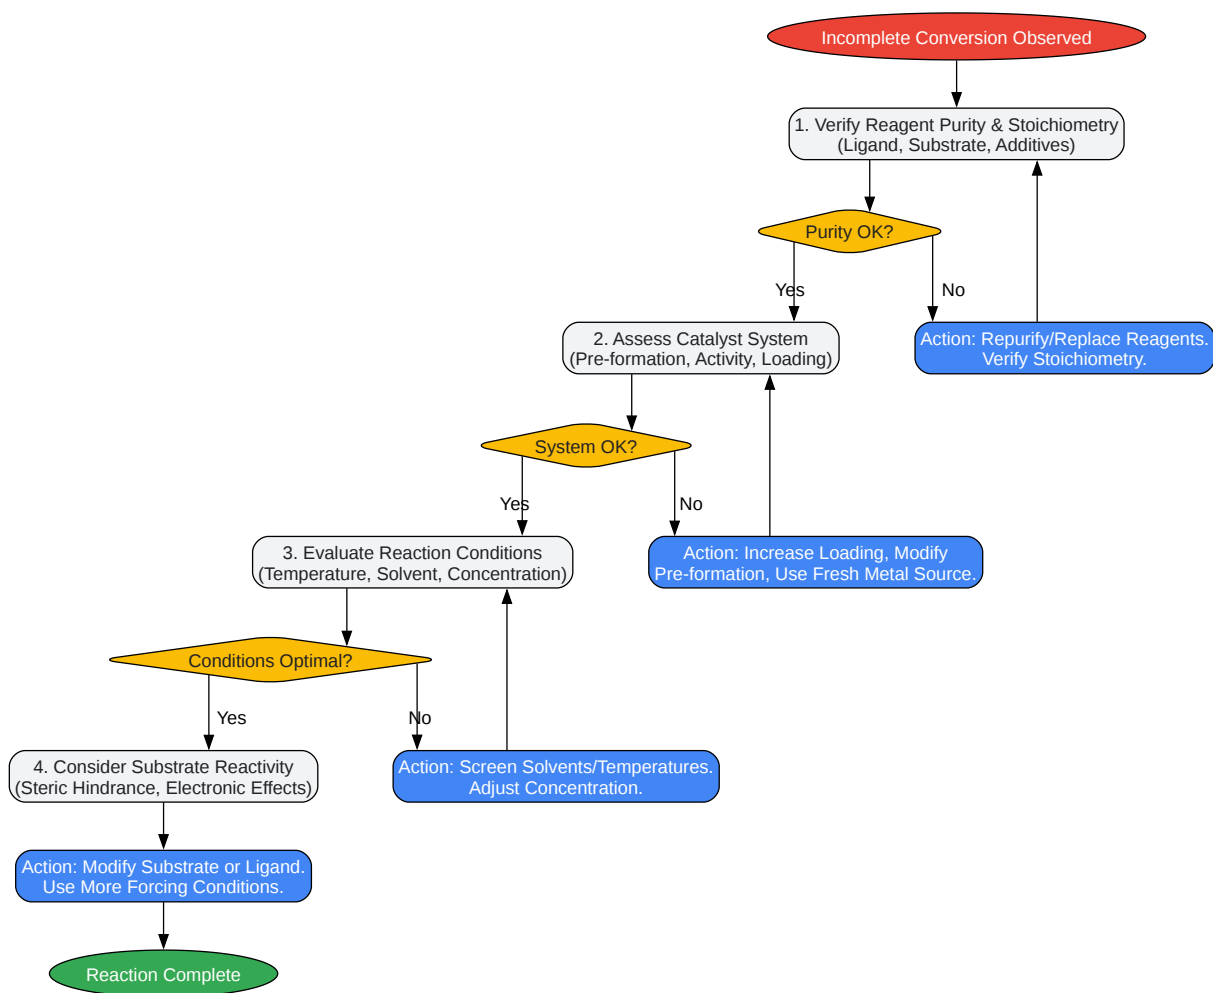 Incomplete Conversion Observed
1. Verify Reagent Purity & Stoichiometry
(Ligand, Substrate, Additives)
Purity OK?
Yes
No
2. Assess Catalyst System
(Pre-formation, Activity, Loading)
Action: Repurify/Replace Reagents.
Verify Stoichiometry.
System OK?
Yes
No
3. Evaluate Reaction Conditions
(Temperature, Solvent, Concentration)
Action: Increase Loading, Modify
Pre-formation, Use Fresh Metal Source.
Conditions Optimal?
Yes
No
4. Consider Substrate Reactivity
(Steric Hindrance, Electronic Effects)
Action: Screen Solvents/Temperatures.
Adjust Concentration.
Action: Modify Substrate or Ligand.
Use More Forcing Conditions.
Reaction Complete